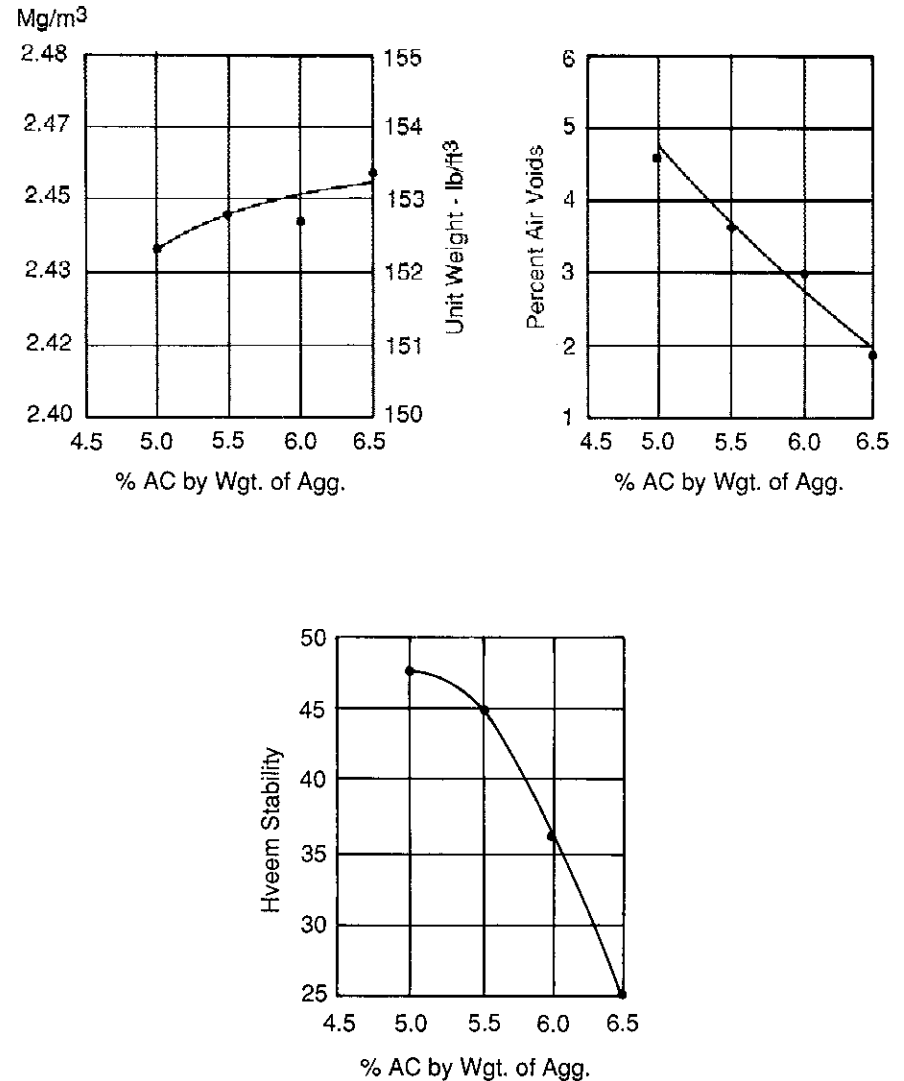 Mg/m³
2.48
2.47
2.45
2.43
2.42
2.40
155
154
153
152
151
150
Unit Weight - lb/ft³
4.5 5.0 5.5 6.0 6.5
% AC by Wgt. of Agg.
Percent Air Voids
6
5
4
3
2
1
4.5 5.0 5.5 6.0 6.5
% AC by Wgt. of Agg.
Hveem Stability
50
45
40
35
30
25
4.5 5.0 5.5 6.0 6.5
% AC by Wgt. of Agg.